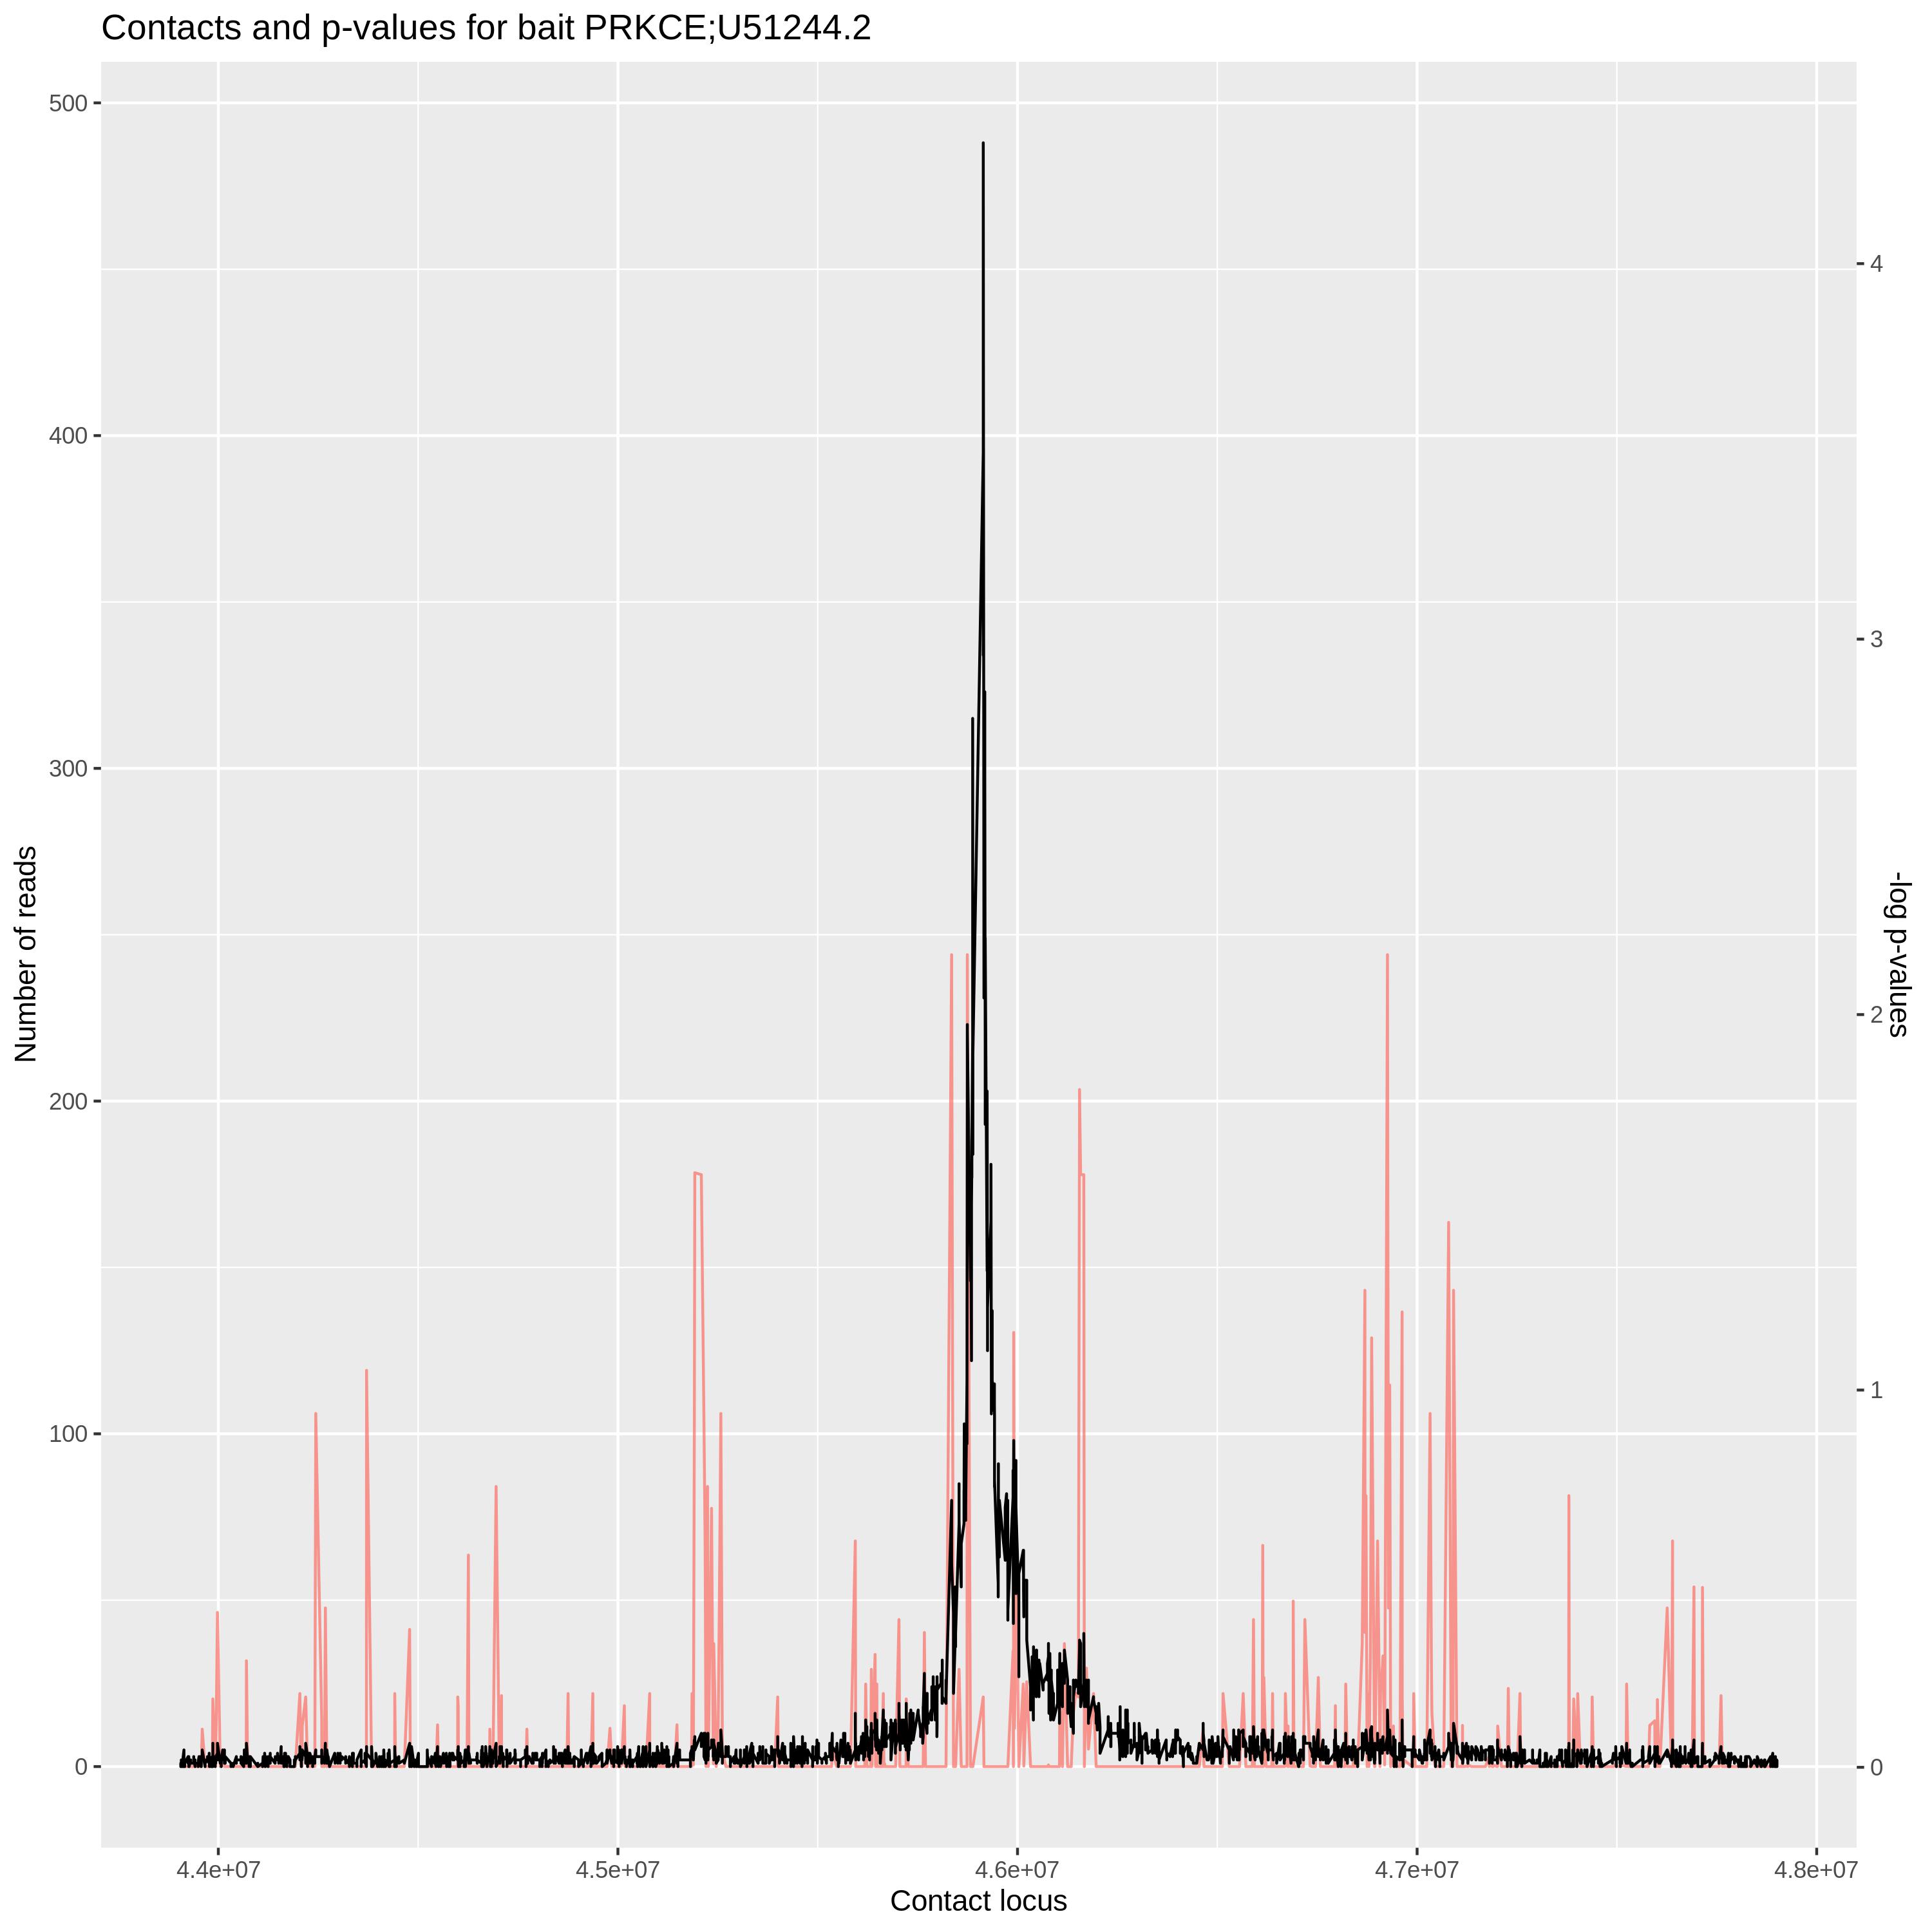 Contacts and p-values for bait PRKCE;U51244.2
500
400
300
200
100
0
Number of reads
4
3
2
1
0
-log p-values
4.4e+07
4.5e+07
4.6e+07
4.7e+07
4.8e+07
Contact locus